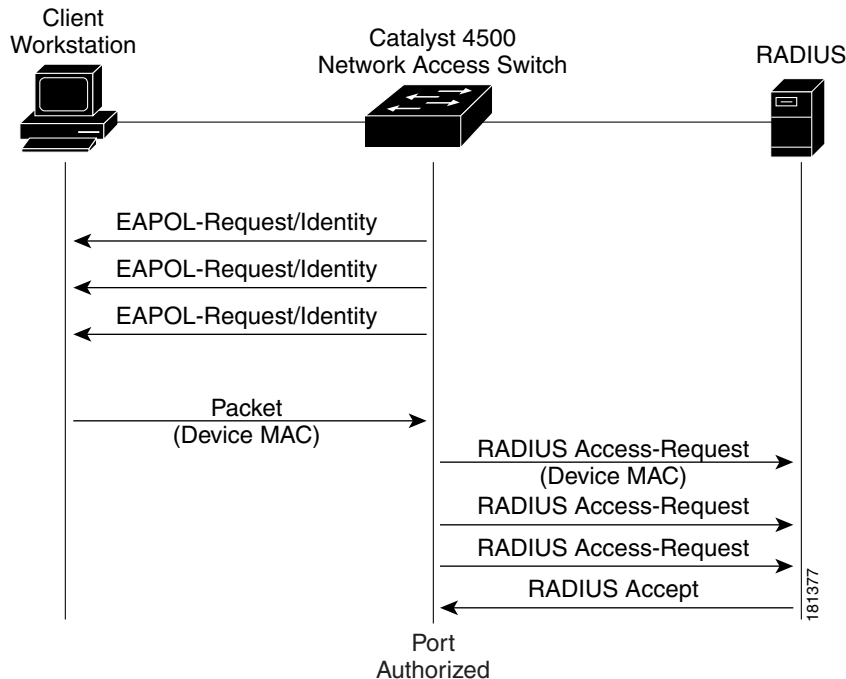 Client
Workstation
Catalyst 4500
Network Access Switch
RADIUS
EAPOL-Request/Identity
EAPOL-Request/Identity
EAPOL-Request/Identity
Packet
(Device MAC)
RADIUS Access-Request
(Device MAC)
RADIUS Access-Request
RADIUS Access-Request
RADIUS Accept
181377
Port
Authorized